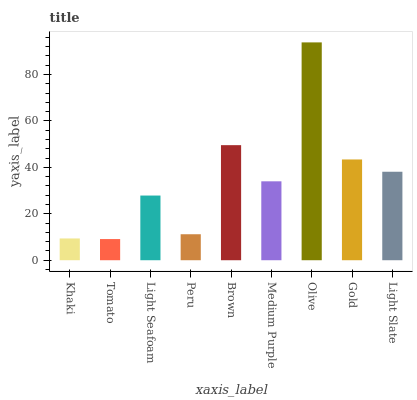 title
yaxis_label
80
60
40
20
0
Khaki
Tomato
Light Seafoam
Peru
Brown
Medium Purple
Olive
Gold
Light Slate
xaxis_label